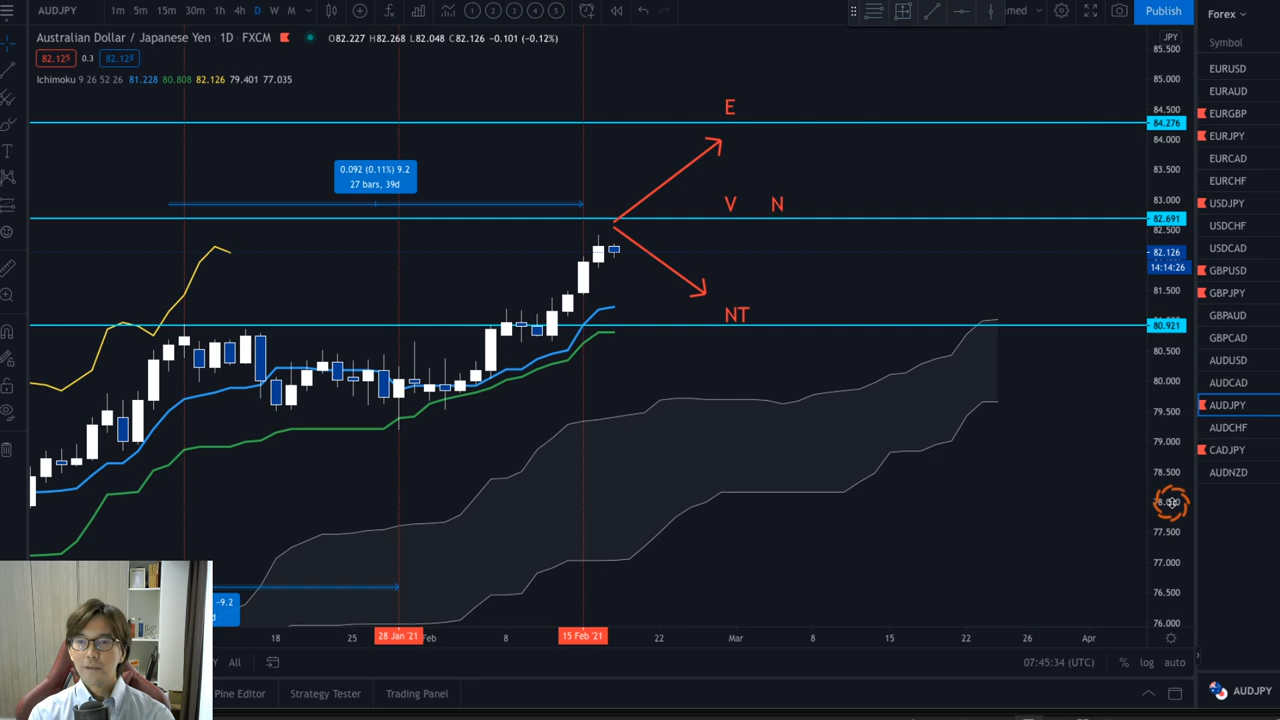 AUDJPY 1m 5m 15m 30m 1h 4h D W M 1 2 3 4 5 Publish Forex
Australian Dollar / Japanese Yen · 1D · FXCM O82.227 H82.268 L82.048 C82.126 −0.101 (−0.12%)
82.125 0.3 82.128
Ichimoku 9 26 52 26 81.228 80.808 82.126 79.401 77.035
JPY
85.500
85.000
84.500
84.276
84.000
83.500
83.000
82.691
82.500
82.126
14:14:26
81.500
80.921
80.500
80.000
79.500
79.000
78.500
77.500
77.000
76.500
76.000
E
0.092 (0.11%) 9.2
27 bars, 39d
V N
NT
-9.2
18 25 28 Jan '21 Feb 8 15 Feb '21 22 Mar 8 15 22 26 Apr
All 07:45:34 (UTC) % log auto
Pine Editor Strategy Tester Trading Panel
Symbol
EURUSD
EURAUD
EURGBP
EURJPY
EURCAD
EURCHF
USDJPY
USDCHF
USDCAD
GBPUSD
GBPJPY
GBPAUD
GBPCAD
AUDUSD
AUDCAD
AUDJPY
AUDCHF
CADJPY
AUDNZD
AUDJPY